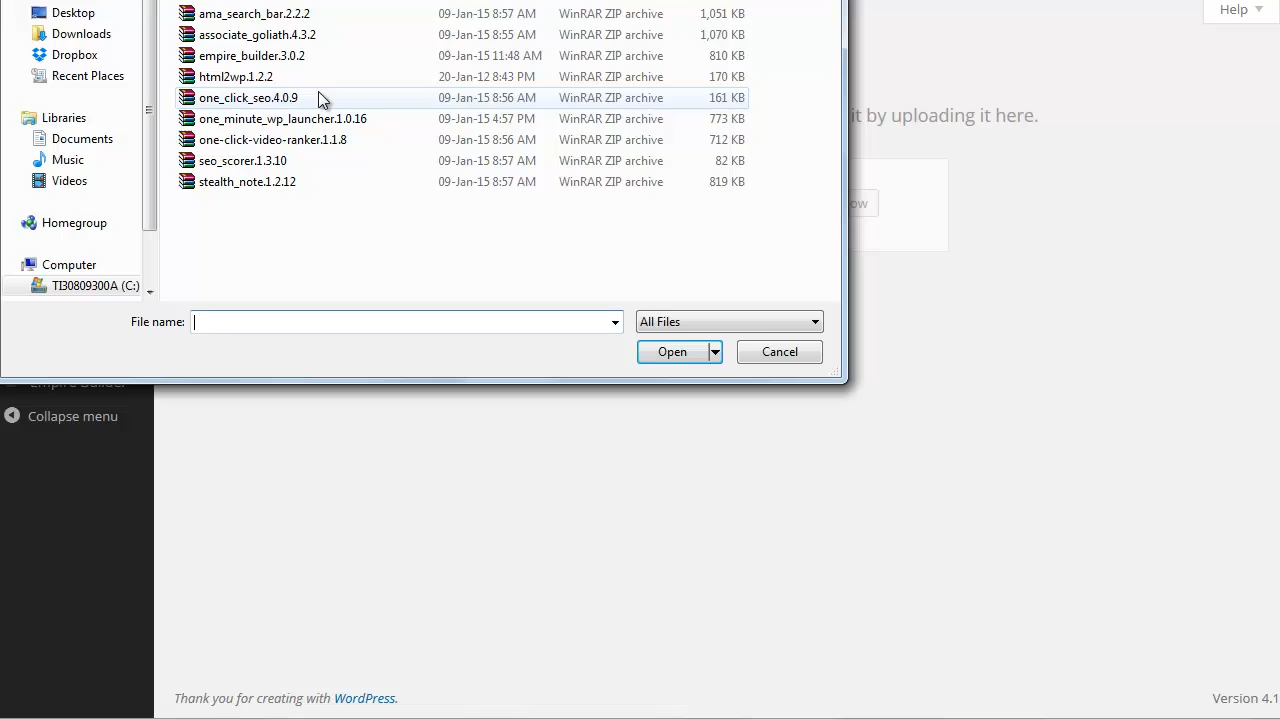 Desktop
Downloads
Dropbox
Recent Places
Libraries
Documents
Music
Videos
Homegroup
Computer
TI30809300A (C:)
ama_search_bar.2.2.2 09-Jan-15 8:57 AM WinRAR ZIP archive 1,051 KB
associate_goliath.4.3.2 09-Jan-15 8:55 AM WinRAR ZIP archive 1,070 KB
empire_builder.3.0.2 09-Jan-15 11:48 AM WinRAR ZIP archive 810 KB
html2wp.1.2.2 20-Jan-12 8:43 PM WinRAR ZIP archive 170 KB
one_click_seo.4.0.9 09-Jan-15 8:56 AM WinRAR ZIP archive 161 KB
one_minute_wp_launcher.1.0.16 09-Jan-15 4:57 PM WinRAR ZIP archive 773 KB
one-click-video-ranker.1.1.8 09-Jan-15 8:56 AM WinRAR ZIP archive 712 KB
seo_scorer.1.3.10 09-Jan-15 8:57 AM WinRAR ZIP archive 82 KB
stealth_note.1.2.12 09-Jan-15 8:57 AM WinRAR ZIP archive 819 KB
File name: All Files
Open Cancel
Help
it by uploading it here.
ow
Empire Builder
Collapse menu
Thank you for creating with WordPress.
Version 4.1